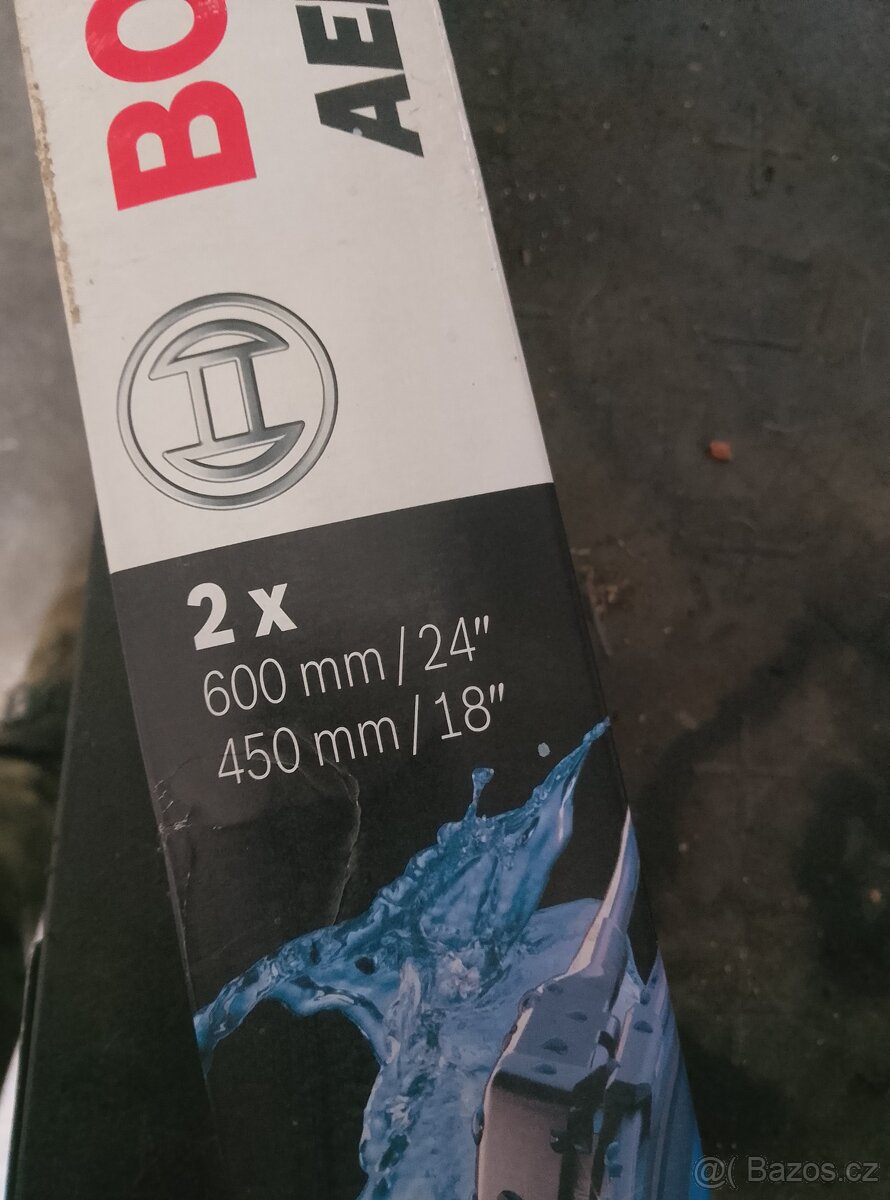 BO
AE
2 x
600 mm / 24"
450 mm / 18"
@( Bazos.cz